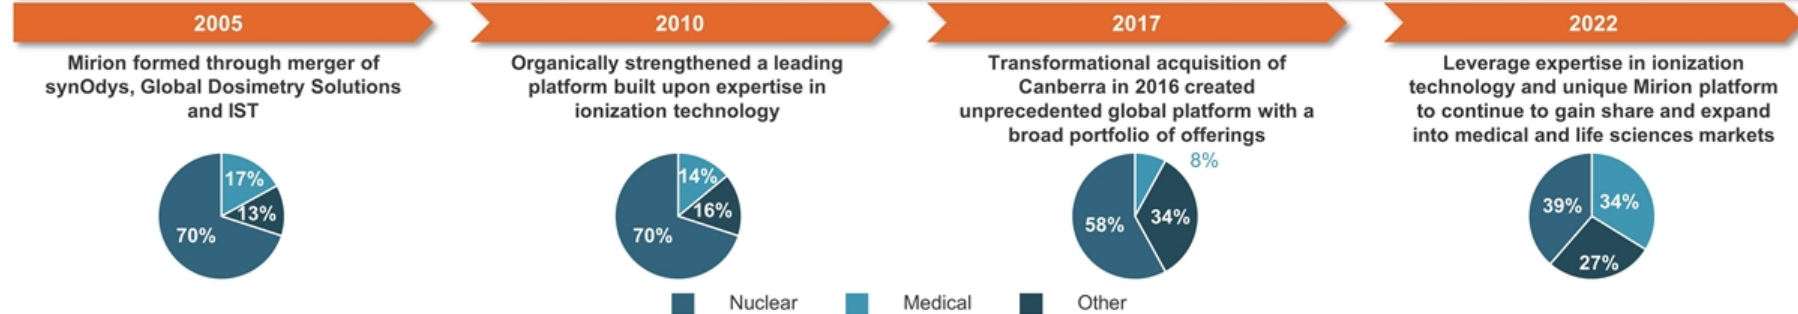 2005
Mirion formed through merger of
synOdys, Global Dosimetry Solutions
and IST
17%
13%
70%
2010
Organically strengthened a leading
platform built upon expertise in
ionization technology
14%
16%
70%
2017
Transformational acquisition of
Canberra in 2016 created
unprecedented global platform with a
broad portfolio of offerings
8%
34%
58%
2022
Leverage expertise in ionization
technology and unique Mirion platform
to continue to gain share and expand
into medical and life sciences markets
39%
34%
27%
Nuclear
Medical
Other